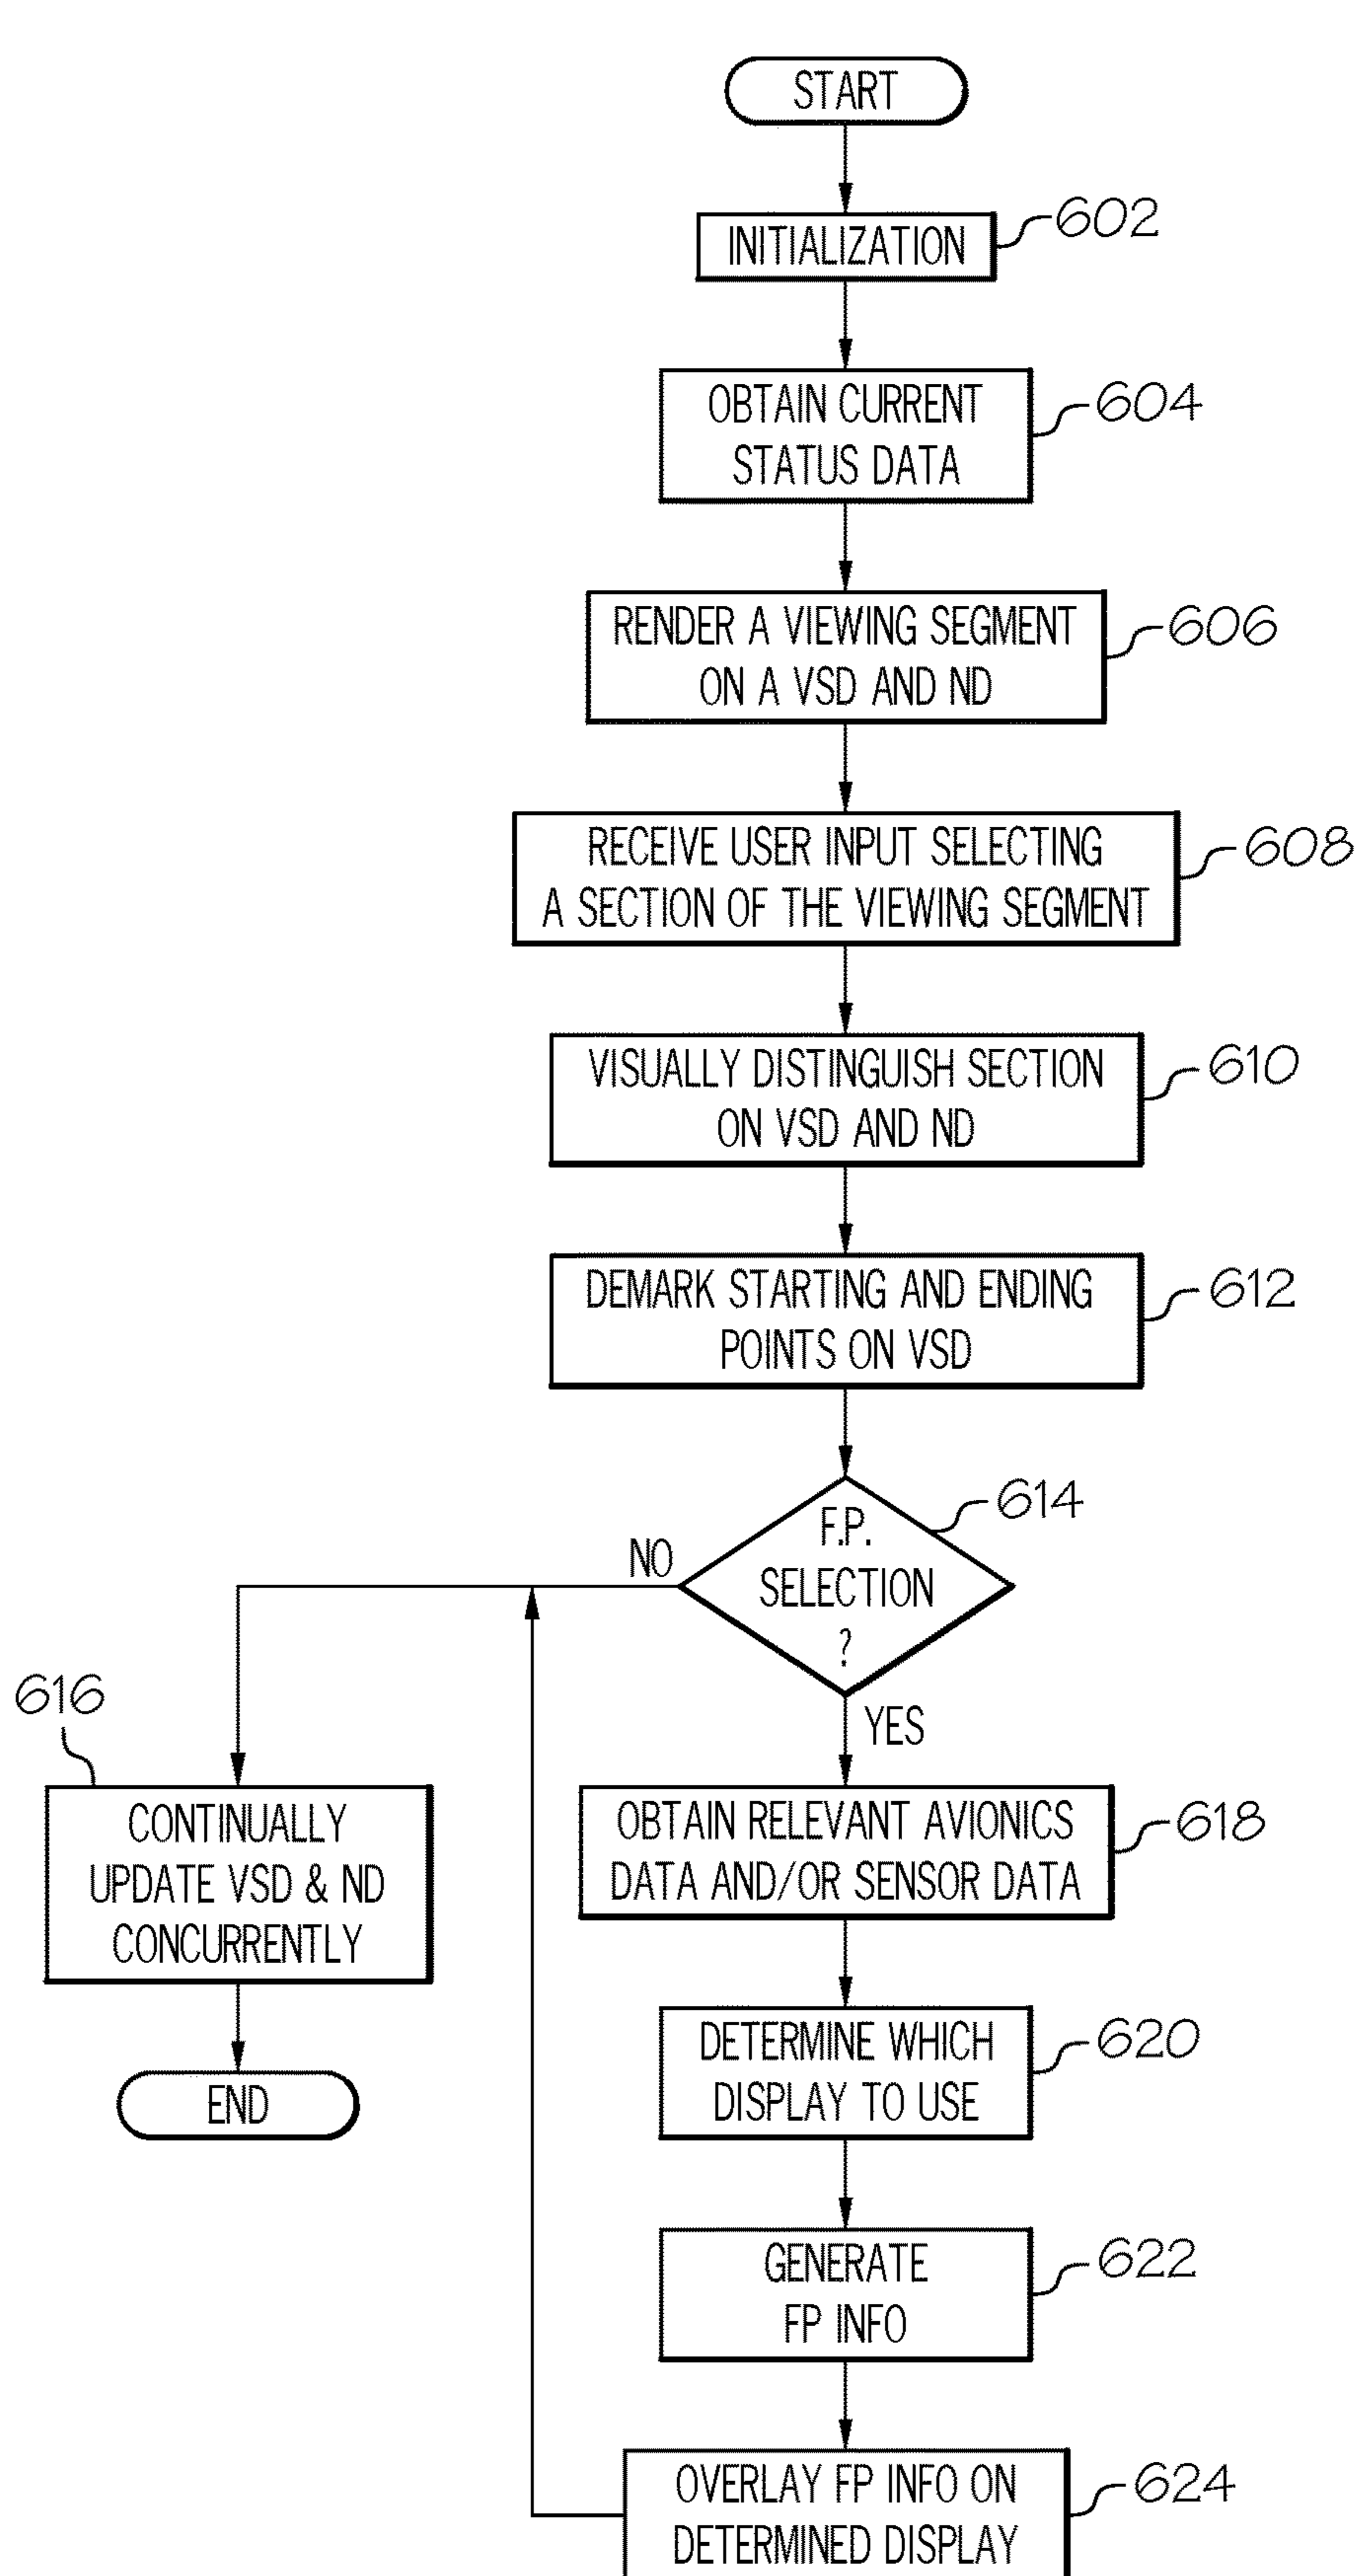 START
INITIALIZATION
602
OBTAIN CURRENT
STATUS DATA
604
RENDER A VIEWING SEGMENT
ON A VSD AND ND
606
RECEIVE USER INPUT SELECTING
A SECTION OF THE VIEWING SEGMENT
608
VISUALLY DISTINGUISH SECTION
ON VSD AND ND
610
DEMARK STARTING AND ENDING
POINTS ON VSD
612
F.P.
SELECTION
?
614
NO
YES
616
CONTINUALLY
UPDATE VSD & ND
CONCURRENTLY
END
OBTAIN RELEVANT AVIONICS
DATA AND/OR SENSOR DATA
618
DETERMINE WHICH
DISPLAY TO USE
620
GENERATE
FP INFO
622
OVERLAY FP INFO ON
DETERMINED DISPLAY
624